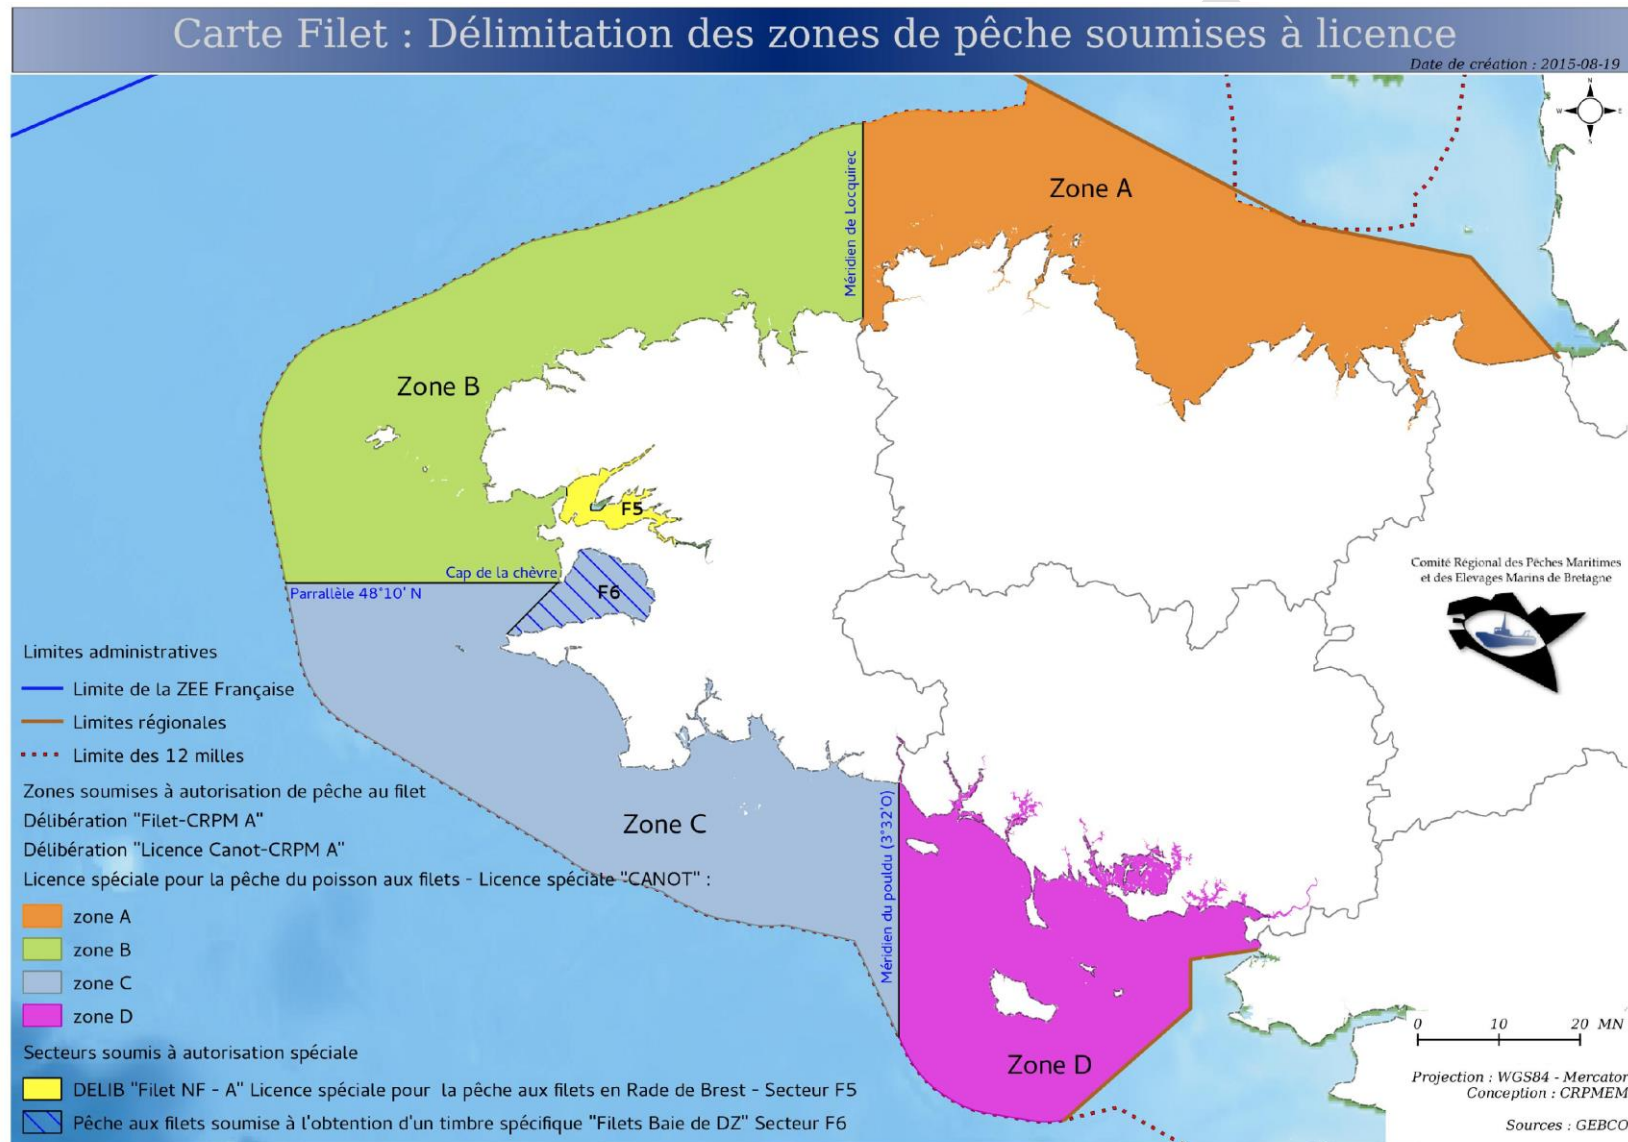 Carte Filet : Délimitation des zones de pêche soumises à licence
Date de création : 2015-08-19
N
W
E
N
Zone A
Méridien de Locquirec
Zone B
F5
Cap de la chèvre
Parrallèle 48°10' N
F6
Comité Régional des Pêches Maritimes
et des Elevages Marins de Bretagne
Limites administratives
Limite de la ZEE Française
Limites régionales
Limite des 12 milles
Zones soumises à autorisation de pêche au filet
Délibération "Filet-CRPM A"
Délibération "Licence Canot-CRPM A"
Licence spéciale pour la pêche du poisson aux filets - Licence spéciale "CANOT" :
zone A
zone B
zone C
zone D
Secteurs soumis à autorisation spéciale
DELIB "Filet NF - A" Licence spéciale pour la pêche aux filets en Rade de Brest - Secteur F5
Pêche aux filets soumise à l'obtention d'un timbre spécifique "Filets Baie de DZ" Secteur F6
Zone C
Méridien du pouldu (3°32'O)
Zone D
0 10 20 MN
Projection : WGS84 - Mercator
Conception : CRPMEM
Sources : GEBCO